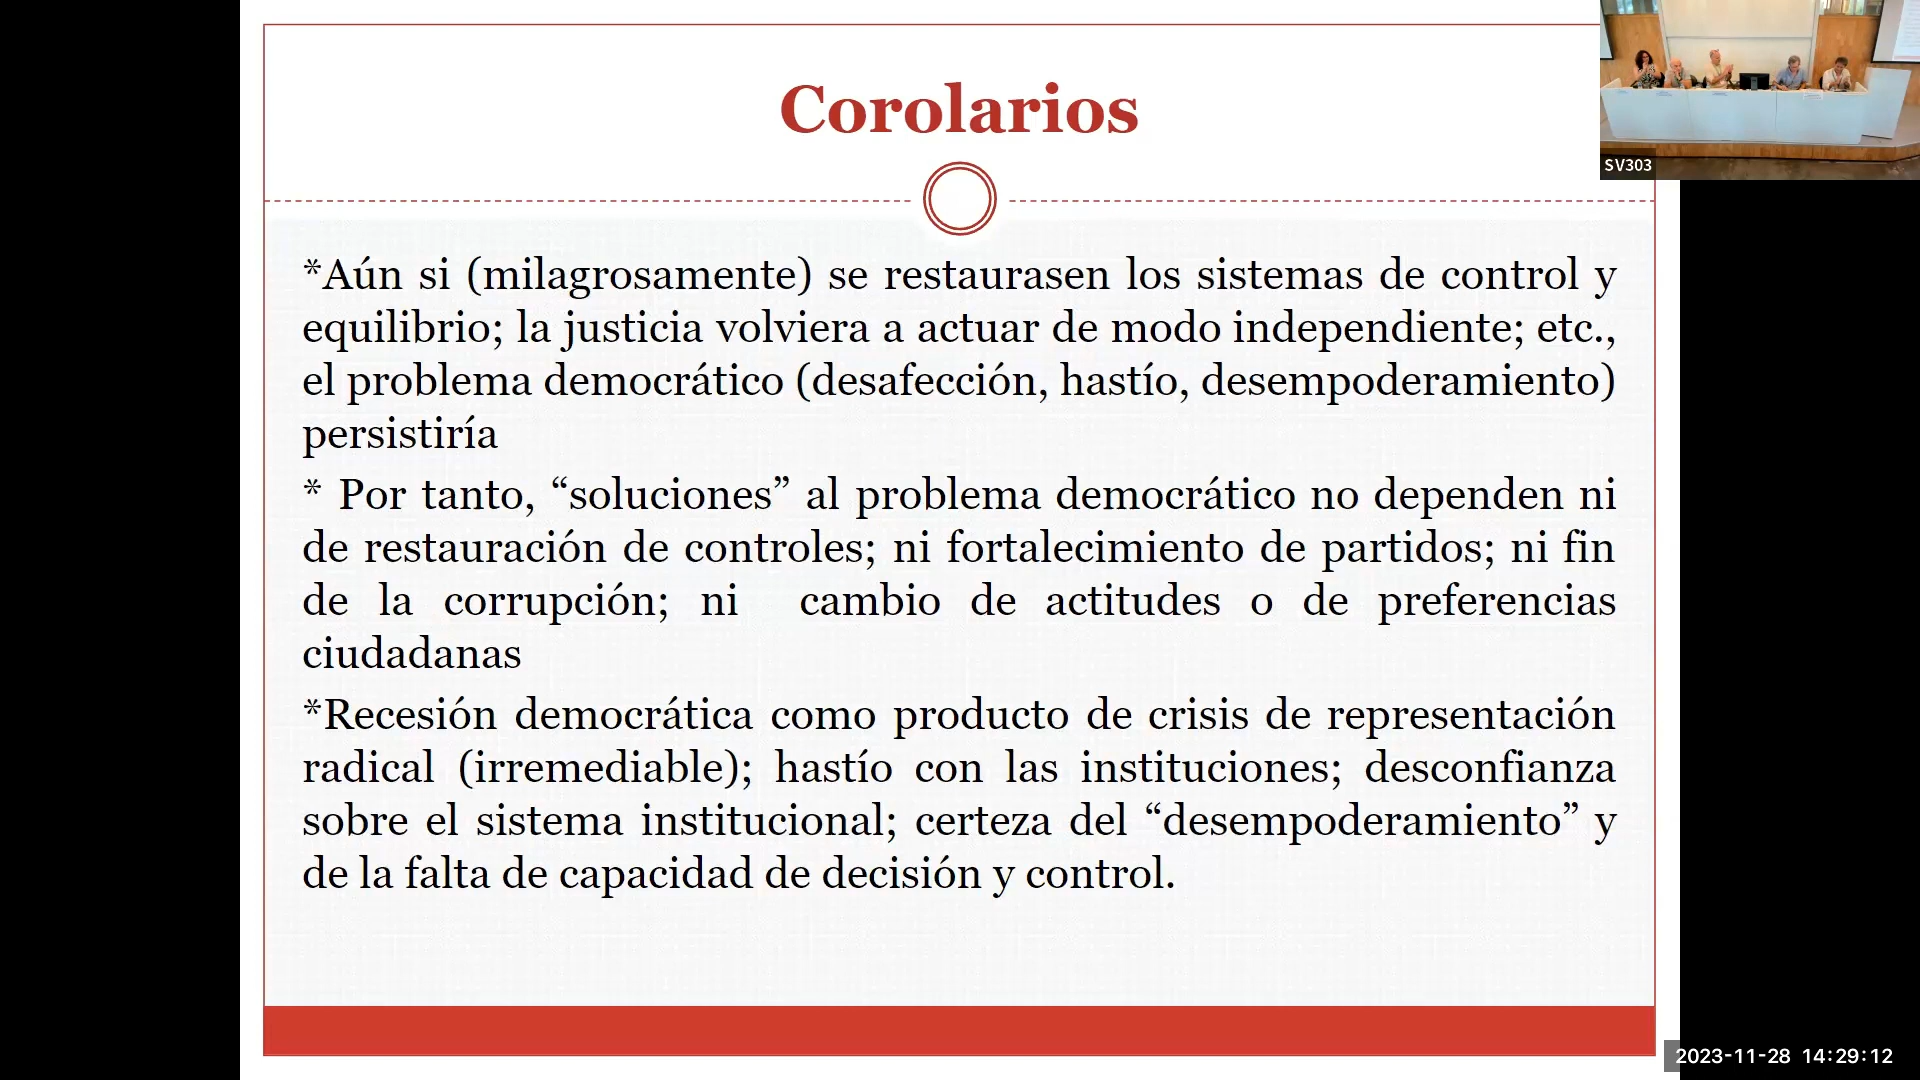 Corolarios
SV303
*Aún si (milagrosamente) se restaurasen los sistemas de control y
equilibrio; la justicia volviera a actuar de modo independiente; etc.,
el problema democrático (desafección, hastío, desempoderamiento)
persistiría
* Por tanto, “soluciones” al problema democrático no dependen ni
de restauración de controles; ni fortalecimiento de partidos; ni fin
de la corrupción; ni cambio de actitudes o de preferencias
ciudadanas
*Recesión democrática como producto de crisis de representación
radical (irremediable); hastío con las instituciones; desconfianza
sobre el sistema institucional; certeza del “desempoderamiento” y
de la falta de capacidad de decisión y control.
2023-11-28 14:29:12